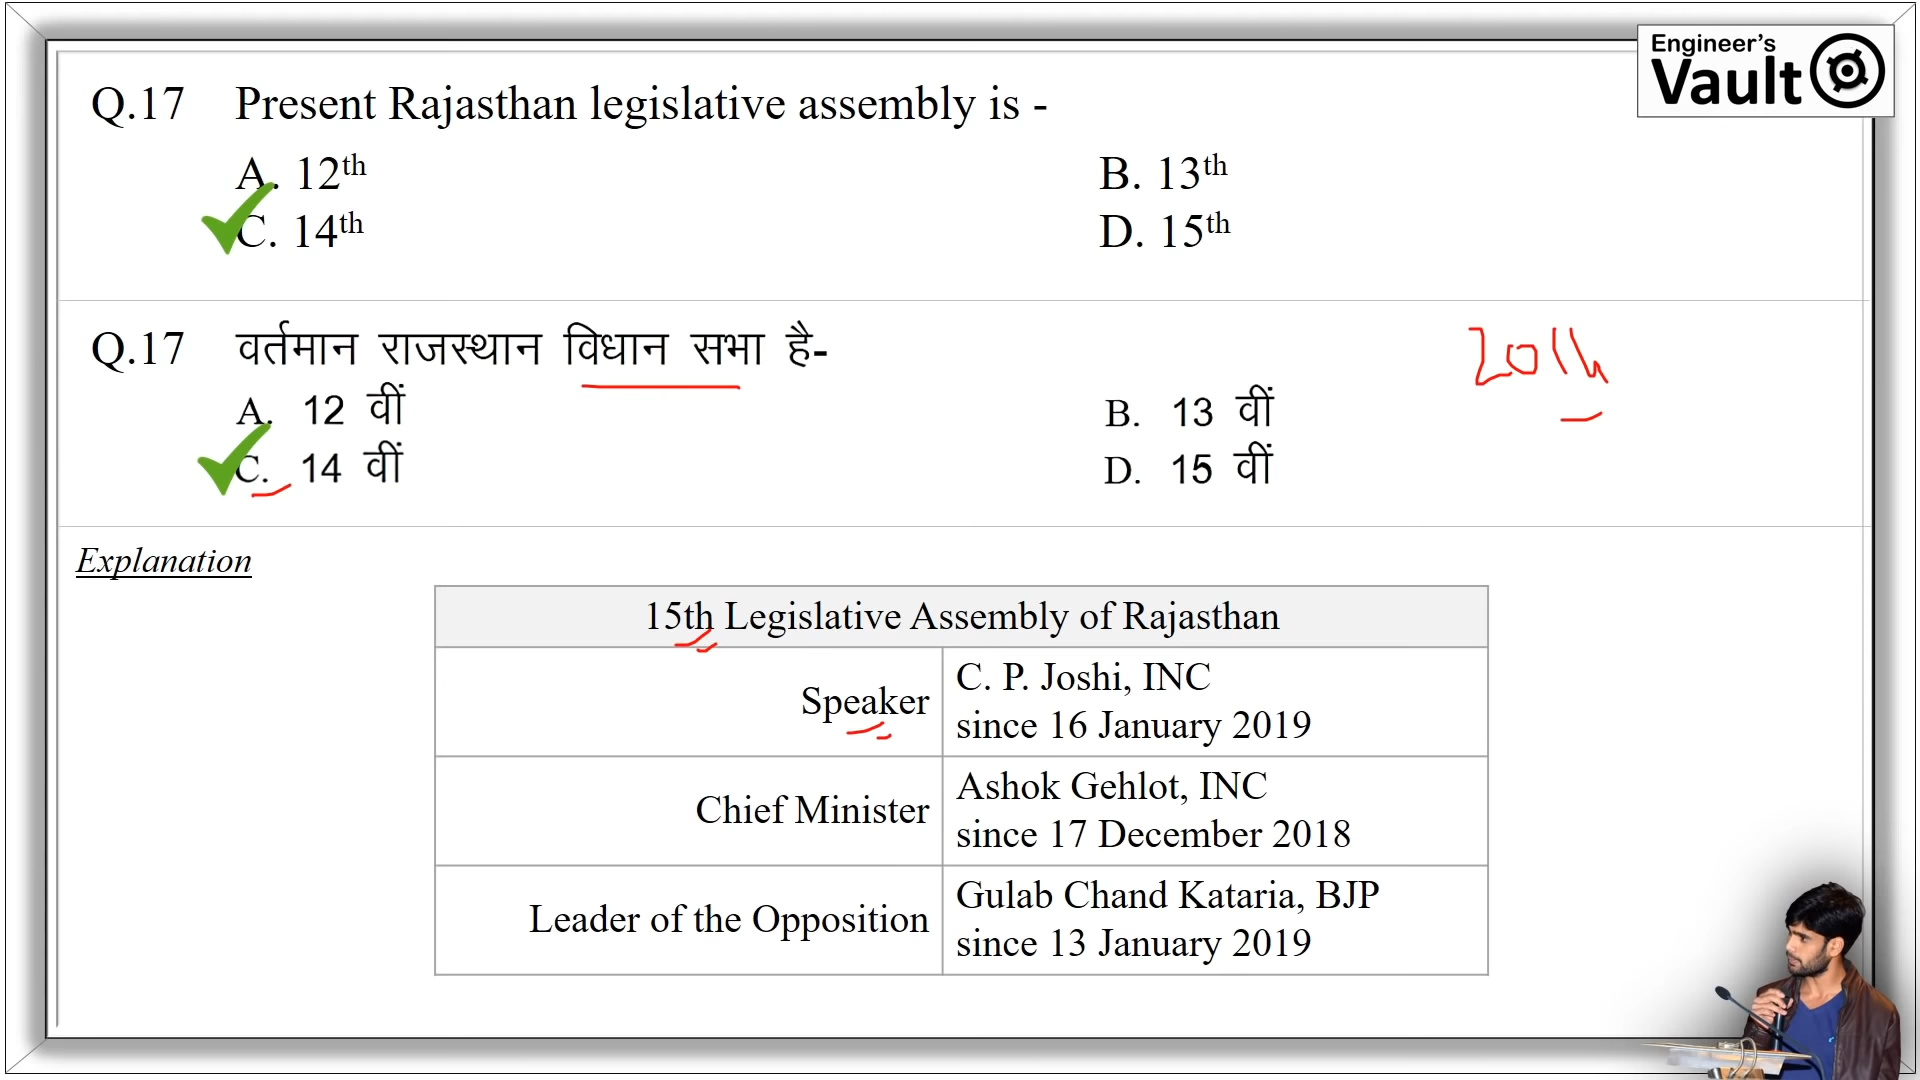 Engineer's
Vault
Q.17 Present Rajasthan legislative assembly is -
A. 12th B. 13th
C. 14th D. 15th
Q.17 वर्तमान राजस्थान विधान सभा है-
2014
A. 12 वीं B. 13 वीं
C. 14 वीं D. 15 वीं
Explanation
15th Legislative Assembly of Rajasthan
Speaker
C. P. Joshi, INC
since 16 January 2019
Chief Minister
Ashok Gehlot, INC
since 17 December 2018
Leader of the Opposition
Gulab Chand Kataria, BJP
since 13 January 2019